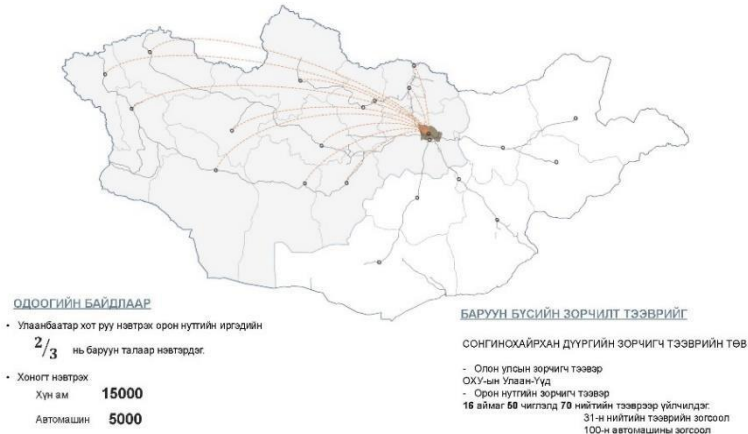 ОДООГИЙН БАЙДЛААР
• Улаанбаатар хот руу нэвтрэх орон нутгийн иргэдийн
2/3 нь баруун талаар нэвтэрдэг.
• Хоногт нэвтрэх
Хүн ам 15000
Автомашин 5000
БАРУУН БҮСИЙН ЗОРЧИЛТ ТЭЭВРИЙГ
СОНГИНОХАЙРХАН ДҮҮРГИЙН ЗОРЧИГЧ ТЭЭВРИЙН ТӨВ
- Олон улсын зорчигч тээвэр
ОХУ-ын Улаан-Үүд
- Орон нутгийн зорчигч тээвэр
16 аймаг 50 чиглэлд 70 нийтийн тээврээр үйлчилдэг.
31-н нийтийн тээврийн зогсоол
100-н автомашины зогсоол